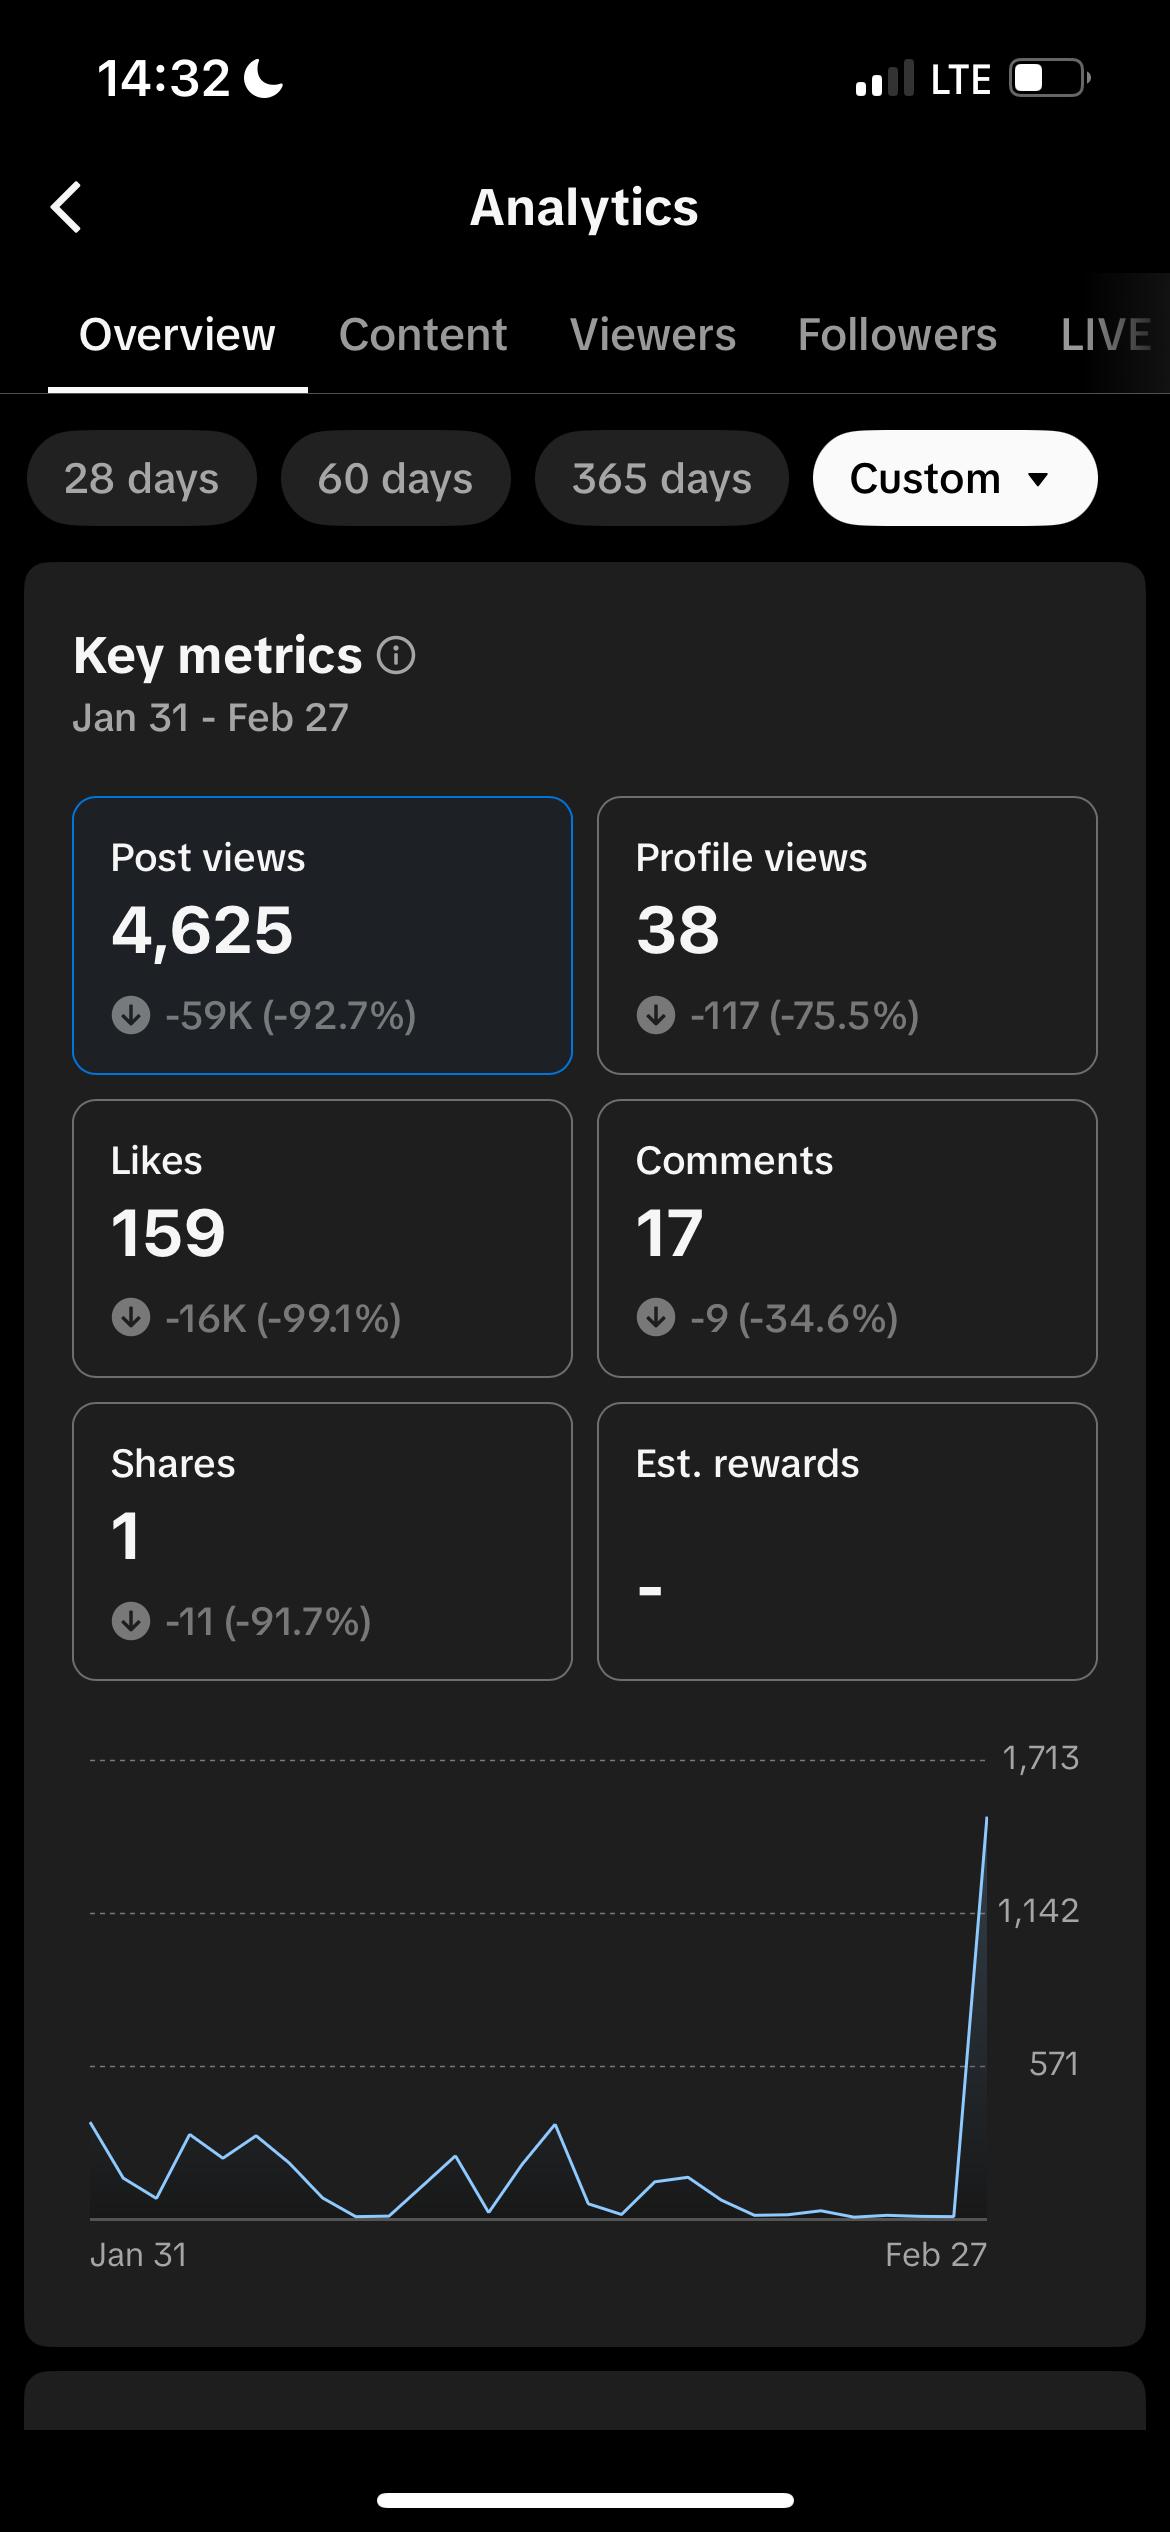 14:32
LTE
Analytics
Overview Content Viewers Followers LIVE
28 days 60 days 365 days Custom
Key metrics
Jan 31 - Feb 27
Post views
4,625
-59K (-92.7%)
Profile views
38
-117 (-75.5%)
Likes
159
-16K (-99.1%)
Comments
17
-9 (-34.6%)
Shares
1
-11 (-91.7%)
Est. rewards
-
1,713
1,142
571
Jan 31 Feb 27